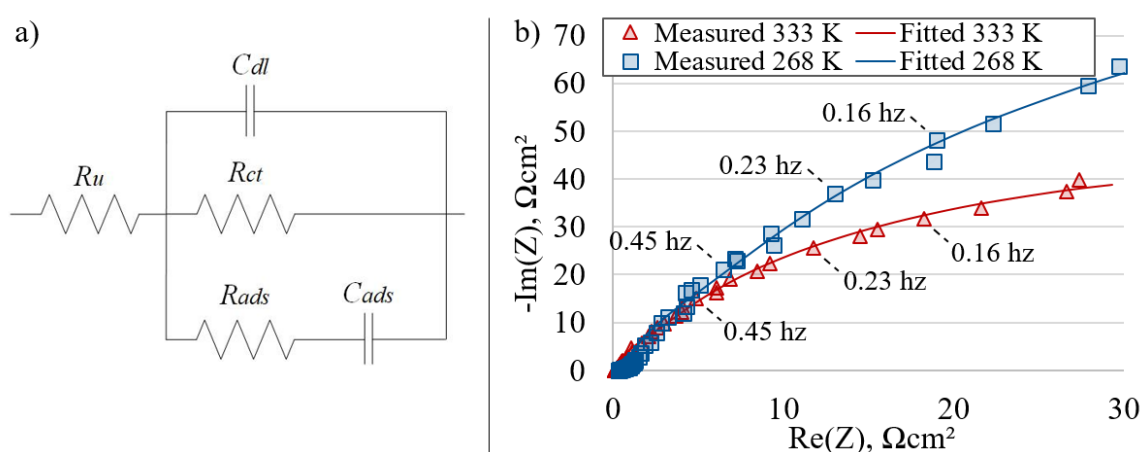 a)
Cdl
Ru
Rct
Rads
Cads
b)
Measured 333 K
Fitted 333 K
Measured 268 K
Fitted 268 K
70
60
50
40
30
20
10
0
-Im(Z), Ωcm²
0.16 hz
0.23 hz
0.45 hz
0.16 hz
0.23 hz
0.45 hz
0
10
20
30
Re(Z), Ωcm²